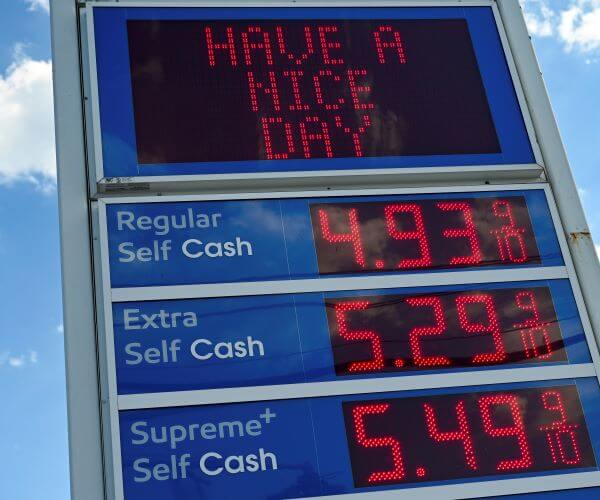 HAVE A
NICE
DAY
Regular
Self Cash
4.93 9/10
Extra
Self Cash
5.29 9/10
Supreme+
Self Cash
5.49 9/10